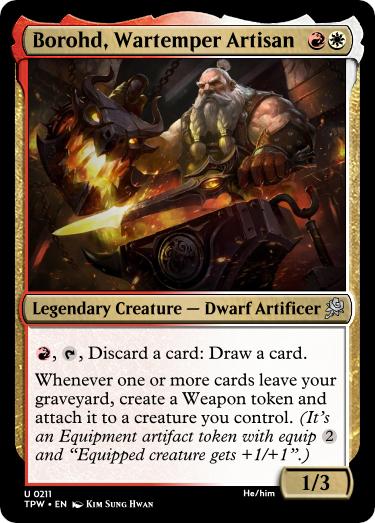 Borohd, Wartemper Artisan
Legendary Creature — Dwarf Artificer
, , Discard a card: Draw a card.
Whenever one or more cards leave your
graveyard, create a Weapon token and
attach it to a creature you control. (It's
an Equipment artifact token with equip 2
and “Equipped creature gets +1/+1”.)
1/3
U 0211
TPW • EN Kim Sung Hwan
He/him